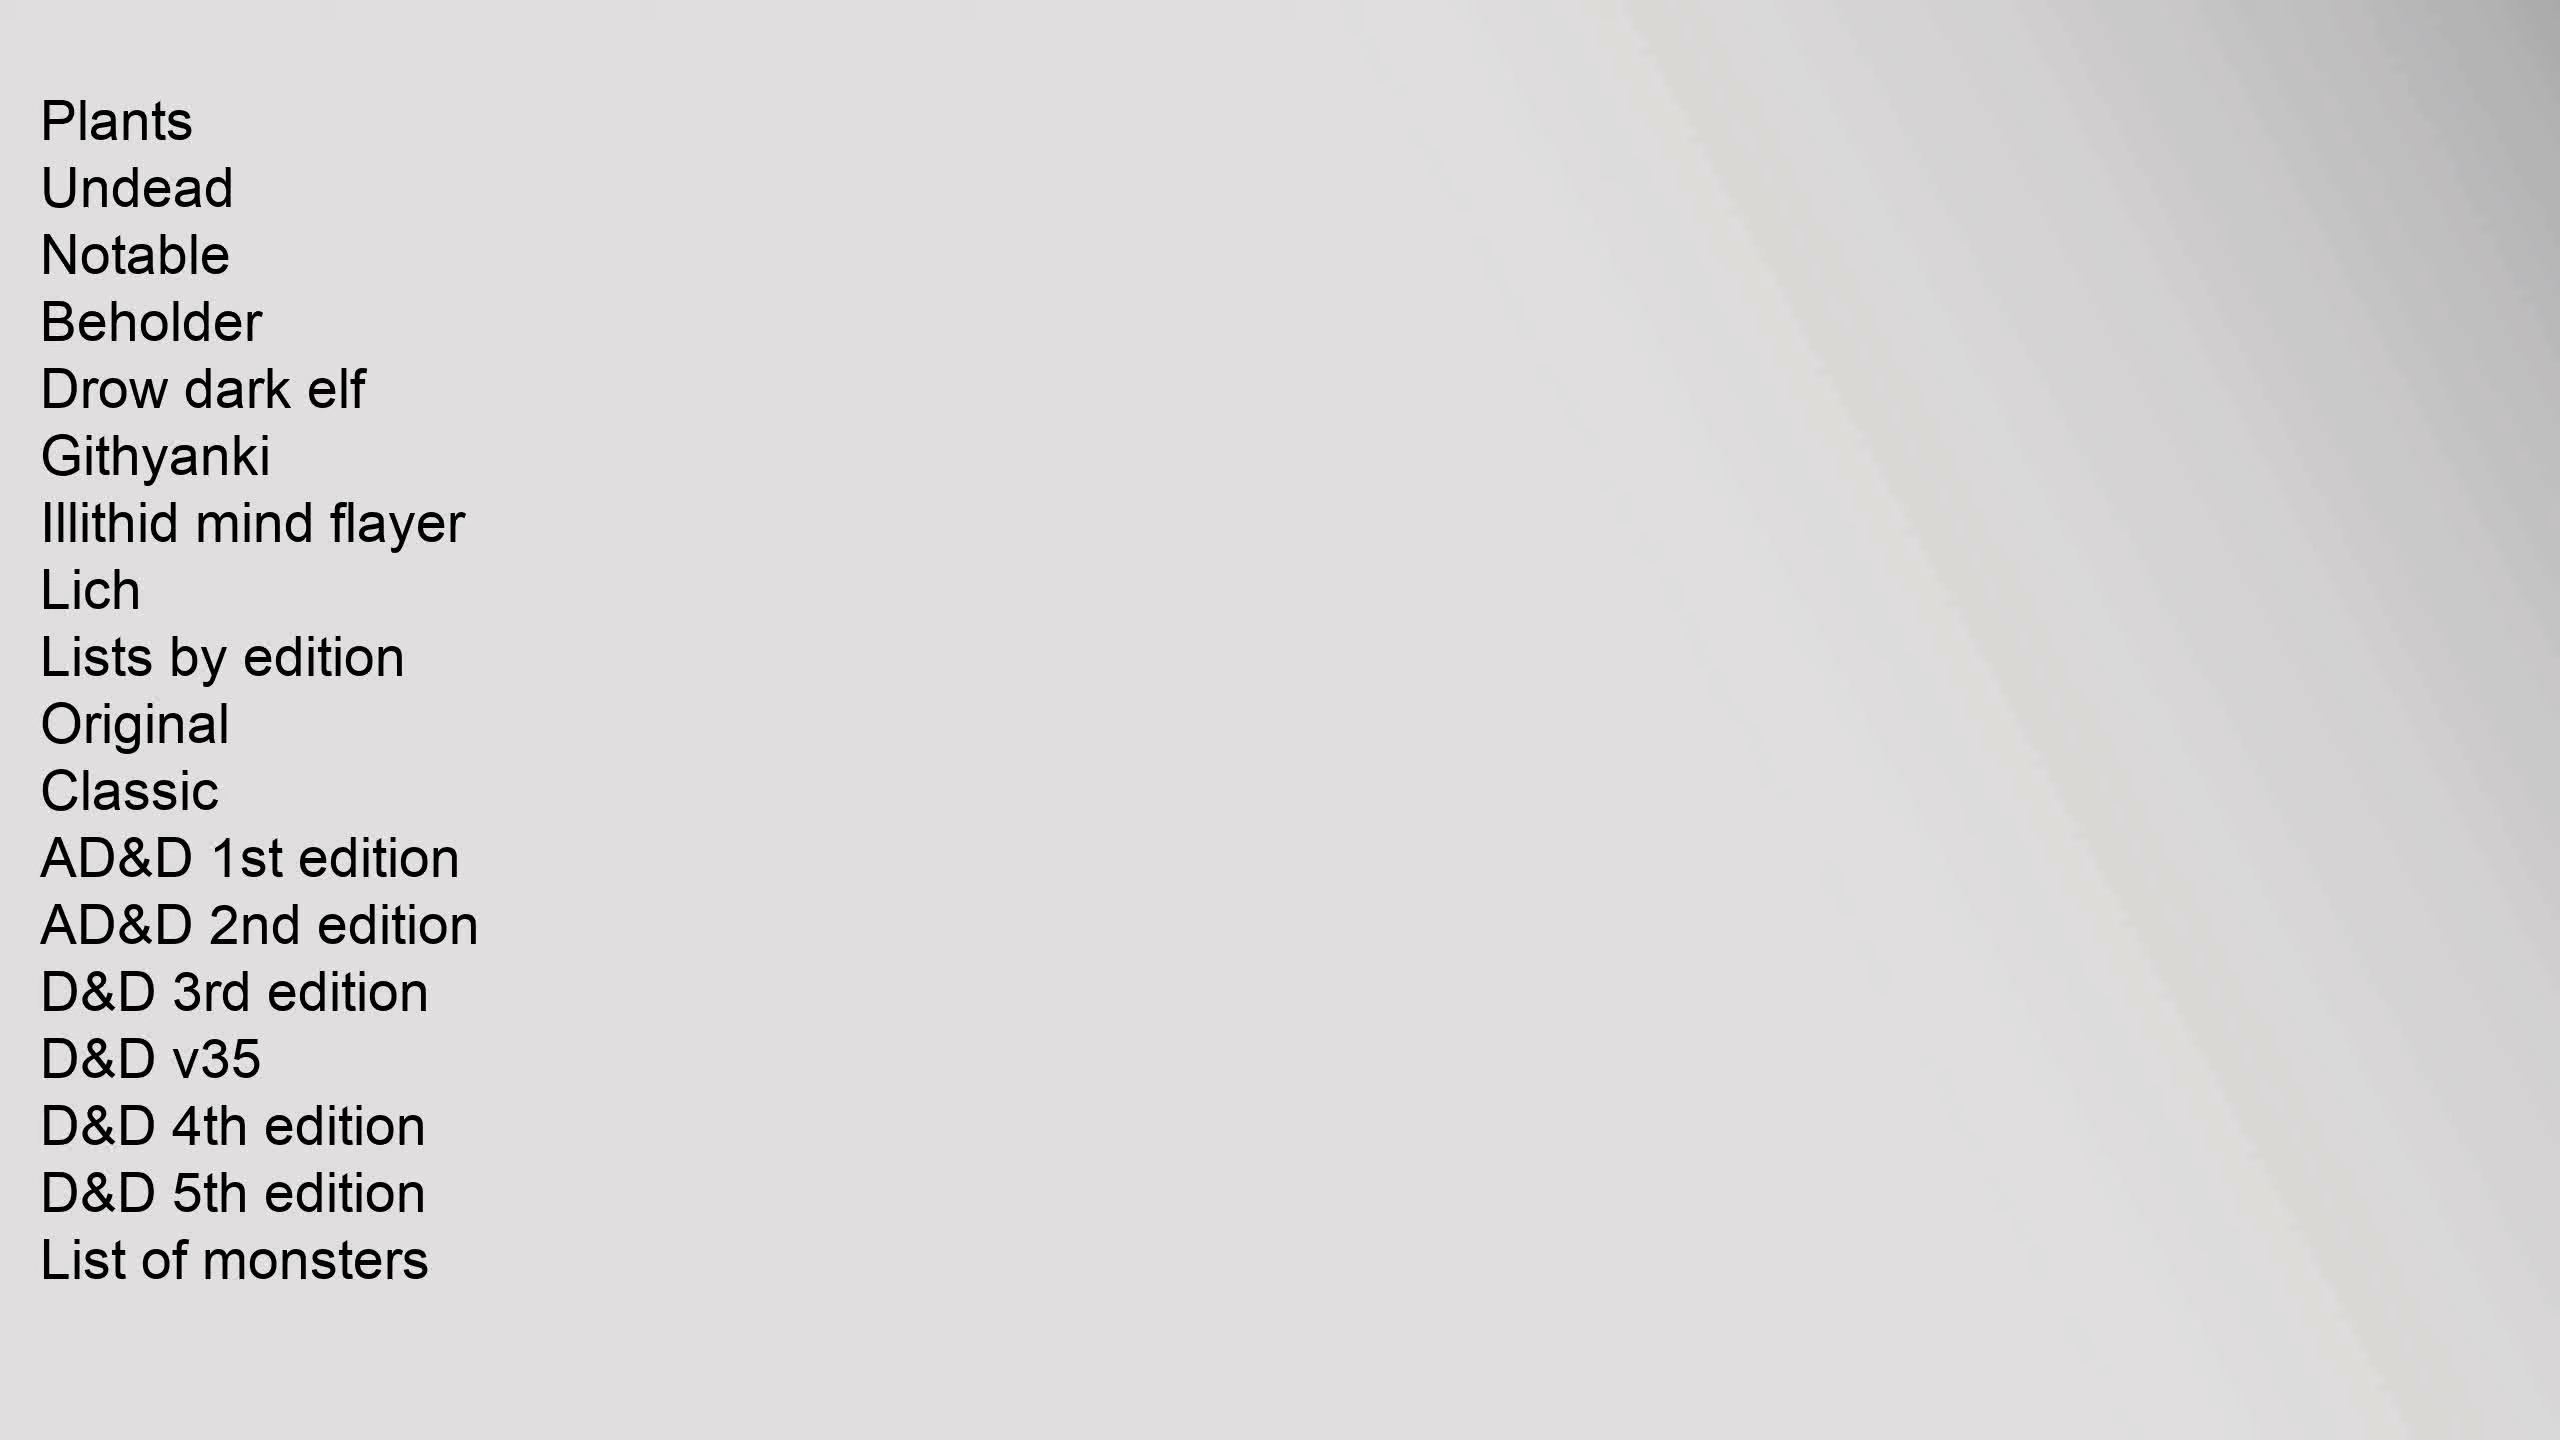 Plants
Undead
Notable
Beholder
Drow dark elf
Githyanki
Illithid mind flayer
Lich
Lists by edition
Original
Classic
AD&D 1st edition
AD&D 2nd edition
D&D 3rd edition
D&D v35
D&D 4th edition
D&D 5th edition
List of monsters